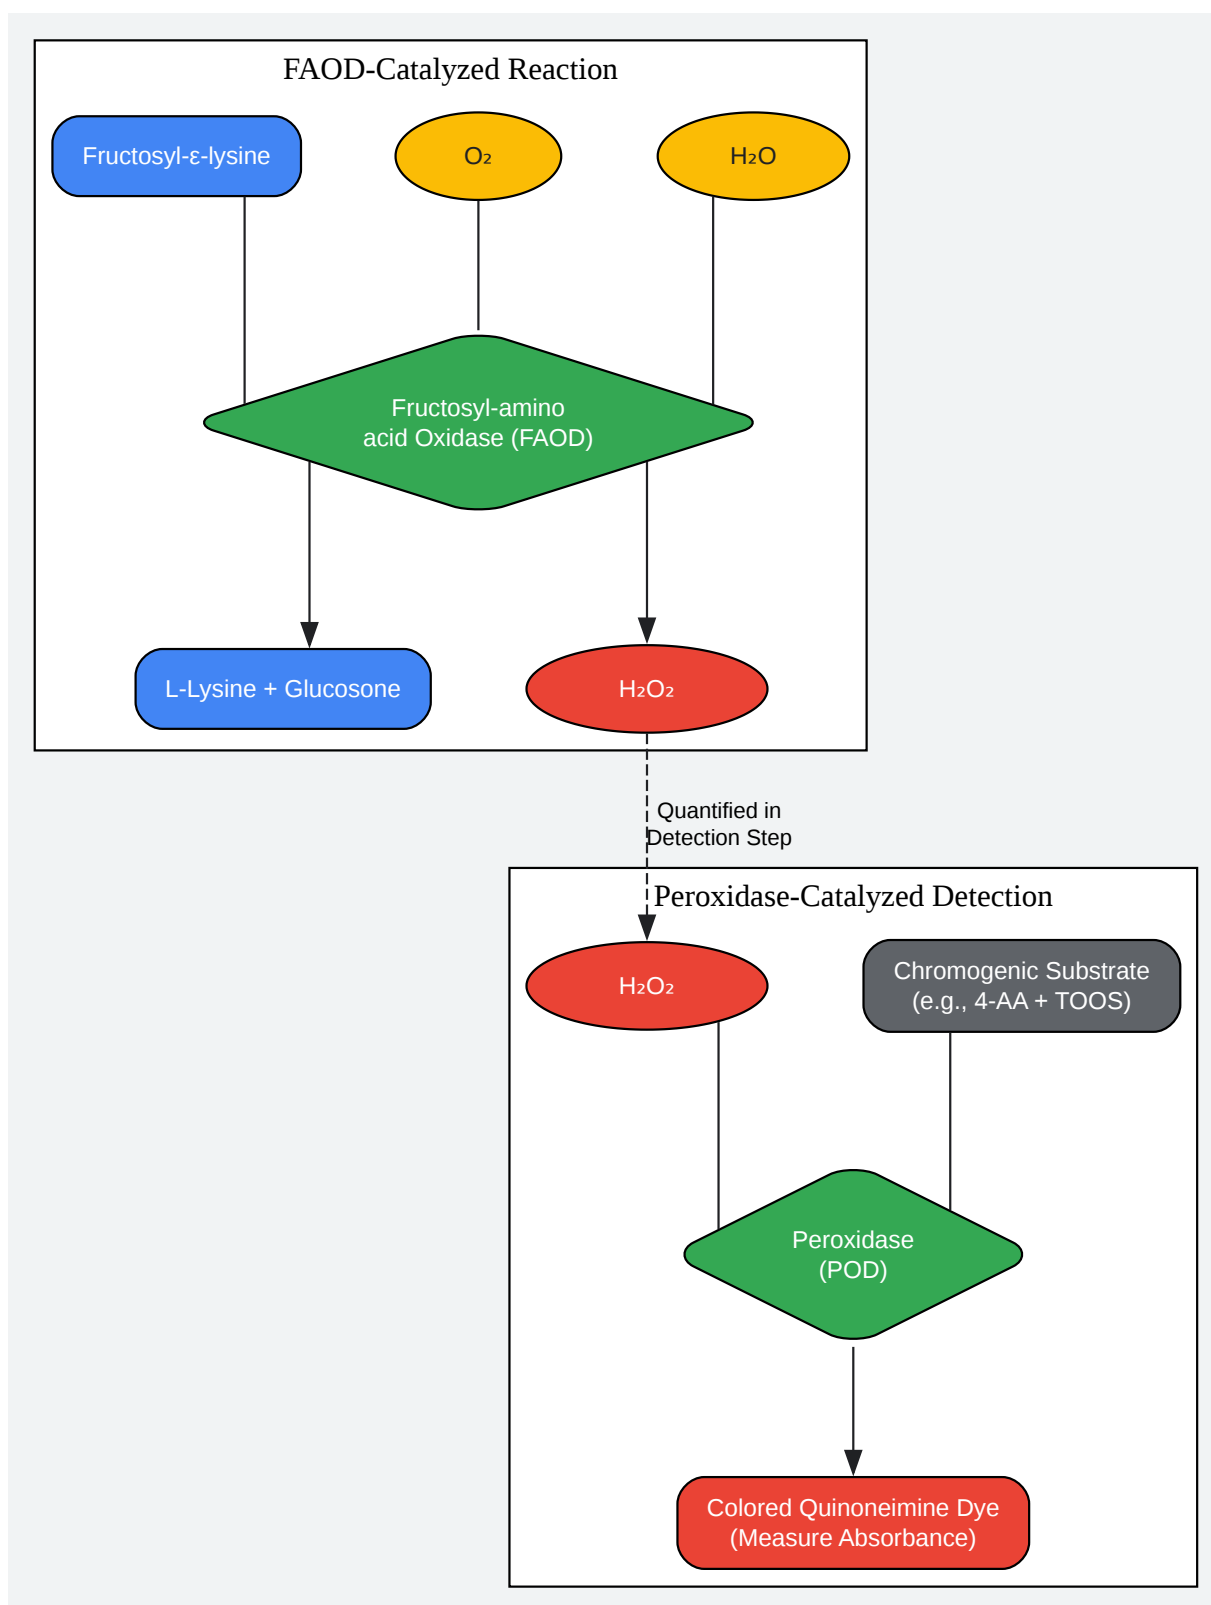 FAOD-Catalyzed Reaction
Fructosyl-ε-lysine
O₂
H₂O
Fructosyl-amino
acid Oxidase (FAOD)
L-Lysine + Glucosone
H₂O₂
Quantified in
Detection Step
Peroxidase-Catalyzed Detection
H₂O₂
Chromogenic Substrate
(e.g., 4-AA + TOOS)
Peroxidase
(POD)
Colored Quinoneimine Dye
(Measure Absorbance)